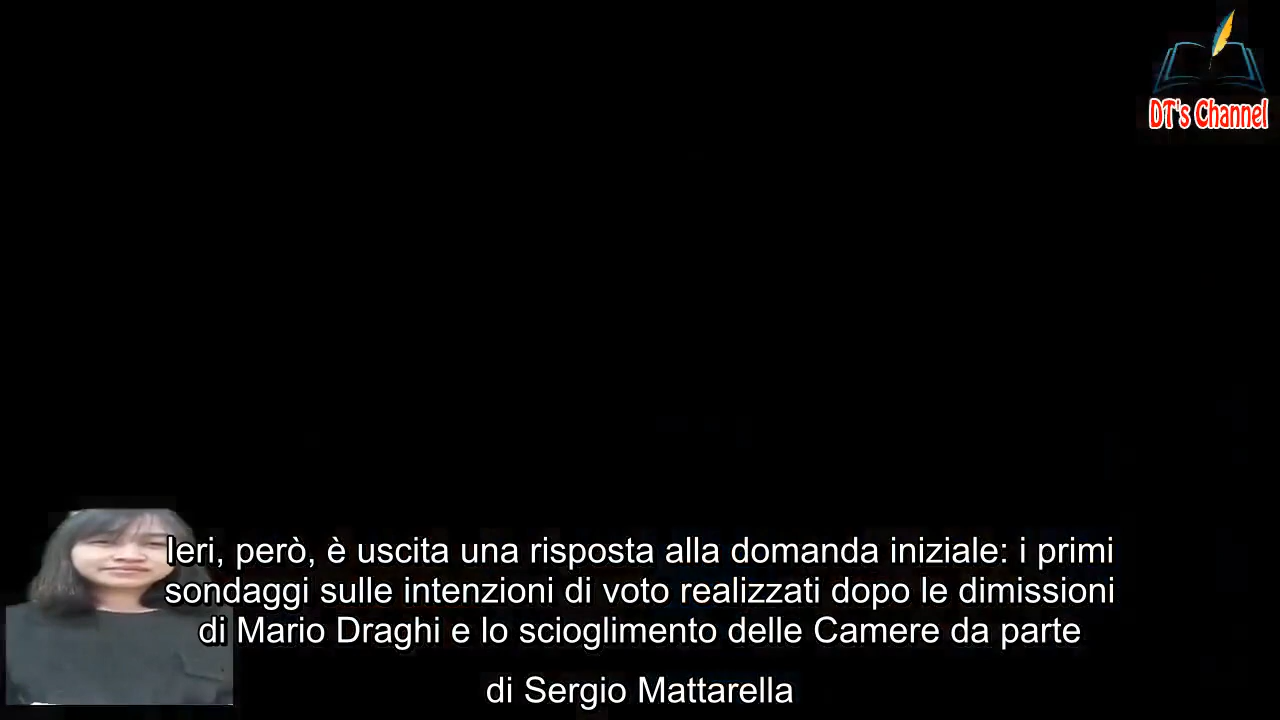 DT's Channel
Ieri, però, è uscita una risposta alla domanda iniziale: i primi
sondaggi sulle intenzioni di voto realizzati dopo le dimissioni
di Mario Draghi e lo scioglimento delle Camere da parte
di Sergio Mattarella